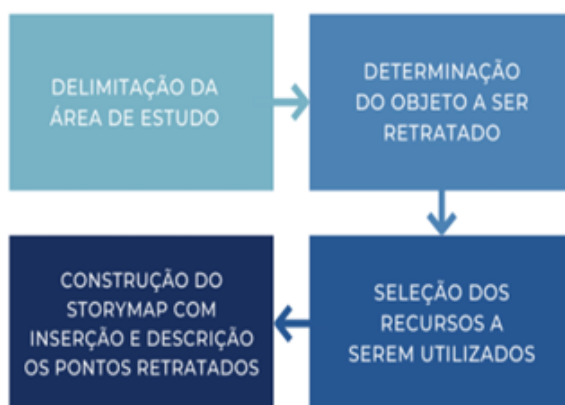 DELIMITAÇÃO DA
ÁREA DE ESTUDO
DETERMINAÇÃO
DO OBJETO A SER
RETRATADO
SELEÇÃO DOS
RECURSOS A
SEREM UTILIZADOS
CONSTRUÇÃO DO
STORYMAP COM
INSERÇÃO E DESCRIÇÃO
OS PONTOS RETRATADOS